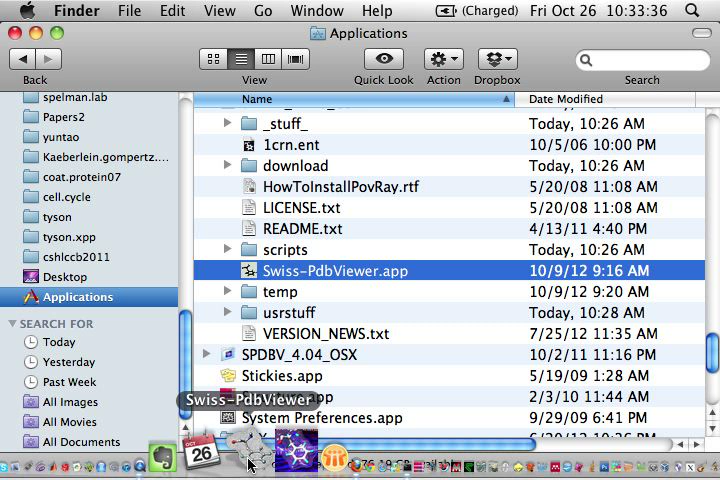 Finder File Edit View Go Window Help (Charged) Fri Oct 26 10:33:36
Applications
Back View Quick Look Action Dropbox Search
Name Date Modified
spelman.lab
Papers2
yuntao
Kaeberlein.gompertz....
coat.protein07
cell.cycle
tyson
tyson.xpp
cshlccb2011
Desktop
Applications
SEARCH FOR
Today
Yesterday
Past Week
All Images
All Movies
All Documents
_stuff_ Today, 10:26 AM
1crn.ent 10/5/06 10:00 PM
download Today, 10:26 AM
HowToInstallPovRay.rtf 5/20/08 11:08 AM
LICENSE.txt 5/20/08 11:08 AM
README.txt 4/13/11 4:40 PM
scripts Today, 10:26 AM
Swiss-PdbViewer.app 10/9/12 9:16 AM
temp 10/9/12 9:20 AM
usrstuff Today, 10:28 AM
VERSION_NEWS.txt 7/25/12 11:35 AM
SPDBV_4.04_OSX 10/2/11 11:16 PM
Stickies.app 5/19/09 1:28 AM
2/3/10 11:44 AM
System Preferences.app 9/29/09 6:41 PM
Swiss-PdbViewer
OCT
26